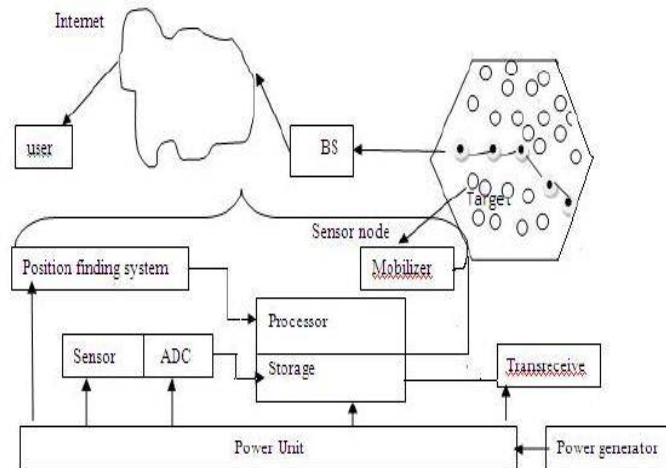 Internet
user
BS
Target
Sensor node
Position finding system
Mobilizer
Processor
Sensor
ADC
Storage
Transreceive
Power Unit
Power generator